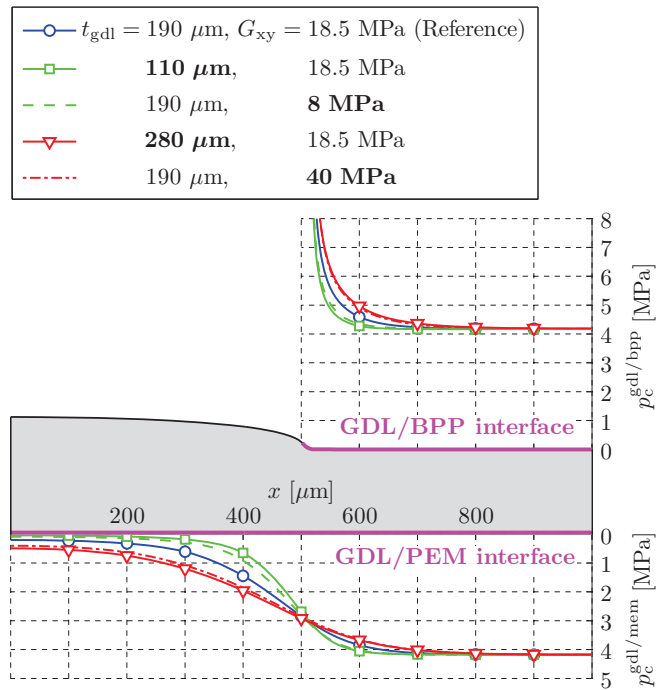 t_gdl = 190 μm, G_xy = 18.5 MPa (Reference)
110 μm, 18.5 MPa
190 μm, 8 MPa
280 μm, 18.5 MPa
190 μm, 40 MPa
8
7
6
5
4
3
2
1
0
p_c^gdl/bpp [MPa]
GDL/BPP interface
x [μm]
200 400 600 800
GDL/PEM interface
0
1
2
3
4
5
p_c^gdl/mem [MPa]